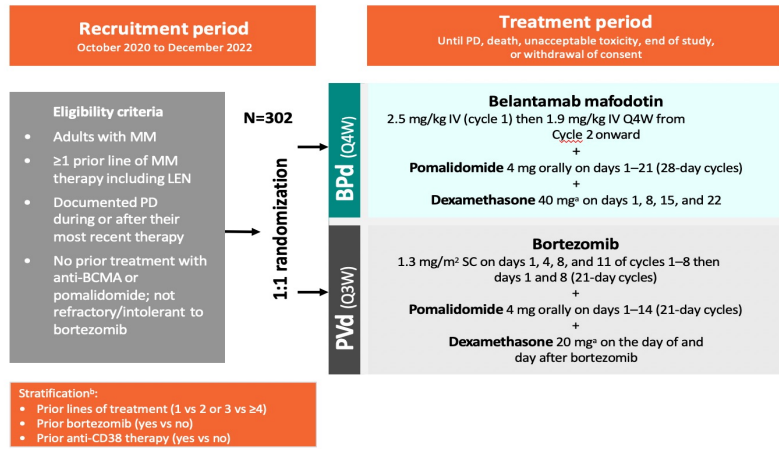 Recruitment period
October 2020 to December 2022
Treatment period
Until PD, death, unacceptable toxicity, end of study,
or withdrawal of consent
Eligibility criteria
• Adults with MM
• ≥1 prior line of MM
therapy including LEN
• Documented PD
during or after their
most recent therapy
• No prior treatment with
anti-BCMA or
pomalidomide; not
refractory/intolerant to
bortezomib
N=302
1:1 randomization
BPd (Q4W)
Belantamab mafodotin
2.5 mg/kg IV (cycle 1) then 1.9 mg/kg IV Q4W from
Cycle 2 onward
+
Pomalidomide 4 mg orally on days 1–21 (28-day cycles)
+
Dexamethasone 40 mgᵃ on days 1, 8, 15, and 22
PVd (Q3W)
Bortezomib
1.3 mg/m² SC on days 1, 4, 8, and 11 of cycles 1–8 then
days 1 and 8 (21-day cycles)
+
Pomalidomide 4 mg orally on days 1–14 (21-day cycles)
+
Dexamethasone 20 mgᵃ on the day of and
day after bortezomib
Stratificationᵇ:
• Prior lines of treatment (1 vs 2 or 3 vs ≥4)
• Prior bortezomib (yes vs no)
• Prior anti-CD38 therapy (yes vs no)